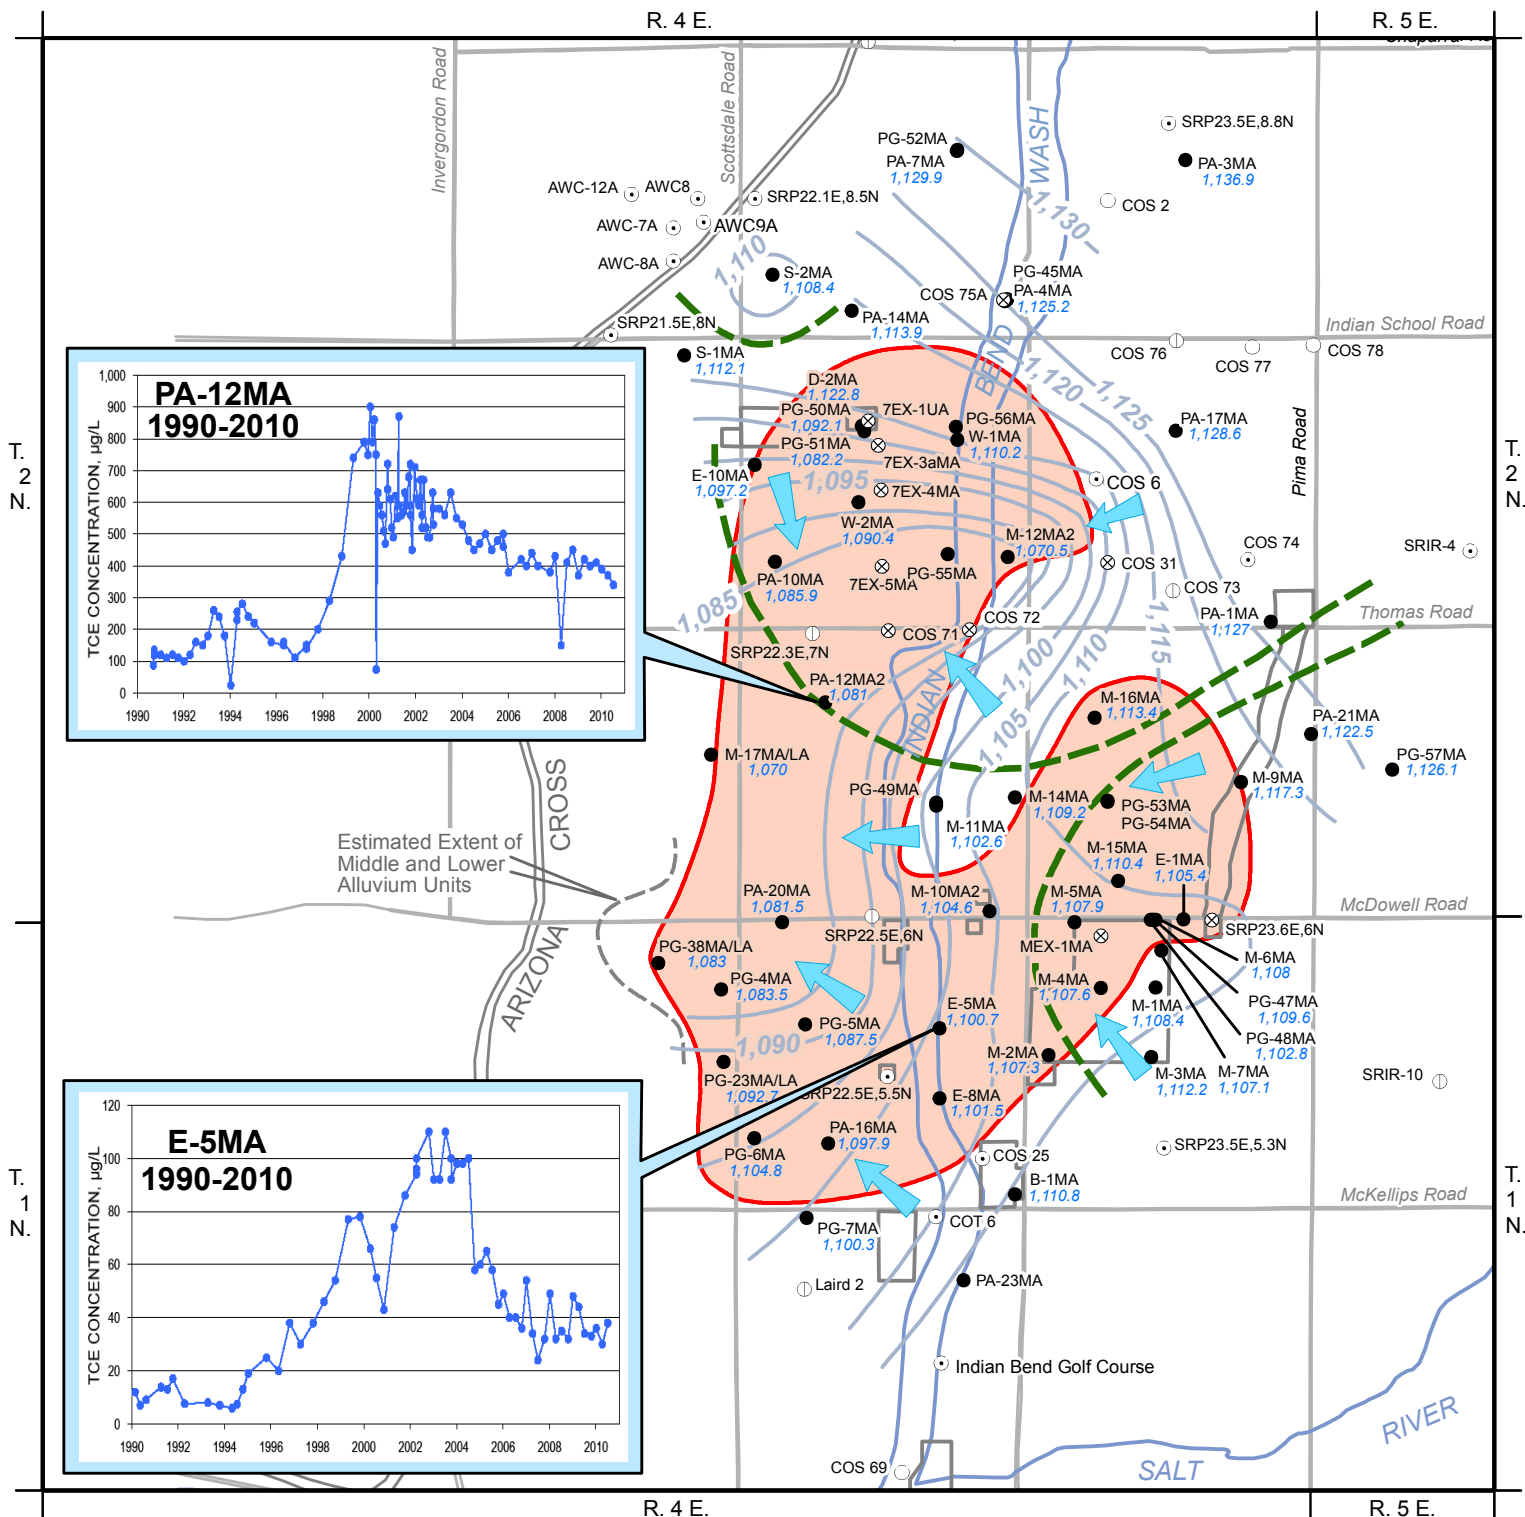 R. 4 E.
R. 5 E.
Invergordon Road
Scottsdale Road
WASH
SRP23.5E,8.8N
PG-52MA
PA-7MA
1,129.9
PA-3MA
1,136.9
AWC-12A
AWC8
SRP22.1E,8.5N
COS 2
1,130
AWC-7A
AWC9A
AWC-8A
1,110
S-2MA
1,108.4
PG-45MA
COS 75A
PA-4MA
1,125.2
SRP21.5E,8N
PA-14MA
1,113.9
BEND
Indian School Road
S-1MA
1,112.1
COS 76
COS 77
COS 78
1,120
1,125
D-2MA
1.122.8
PG-50MA
1,092.1
7EX-1UA
PG-56MA
W-1MA
1,110.2
PA-17MA
1,128.6
Pima Road
PG-51MA
1,082.2
7EX-3aMA
E-10MA
1,097.2
1,095
7EX-4MA
COS 6
T.
2
N.
T.
2
N.
W-2MA
1,090.4
M-12MA2
1,070.5
COS 74
SRIR-4
PA-10MA
1,085.9
7EX-5MA
PG-55MA
COS 31
COS 73
1,085
PA-1MA
1,127
Thomas Road
SRP22.3E,7N
COS 71
COS 72
1,115
1,100
1,110
PA-12MA2
1,081
INDIAN
M-16MA
1,113.4
PA-21MA
1,122.5
1,105
M-17MA/LA
1,070
PG-57MA
1,126.1
M-9MA
1,117.3
PG-49MA
M-14MA
1,109.2
PG-53MA
PG-54MA
M-11MA
1,102.6
CROSS
Estimated Extent of
Middle and Lower
Alluvium Units
M-15MA
1,110.4
E-1MA
1,105.4
PA-20MA
1,081.5
M-10MA2
1,104.6
M-5MA
1,107.9
McDowell Road
SRP22.5E,6N
MEX-1MA
SRP23.6E,6N
M-6MA
1,108
ARIZONA
PG-38MA/LA
1,083
PG-4MA
1,083.5
M-4MA
1,107.6
M-1MA
1,108.4
PG-47MA
1,109.6
E-5MA
1,100.7
PG-5MA
1,087.5
PG-48MA
1,102.8
1,090
M-2MA
1,107.3
M-3MA
1,112.2
M-7MA
1,107.1
PG-23MA/LA
1,092.7
SRP22.5E,5.5N
E-8MA
1,101.5
SRIR-10
PA-16MA
1,097.9
PG-6MA
1,104.8
COS 25
SRP23.5E,5.3N
T.
1
N.
T.
1
N.
B-1MA
1,110.8
McKellips Road
PG-7MA
1,100.3
COT 6
Laird 2
PA-23MA
Indian Bend Golf Course
RIVER
SALT
COS 69
R. 4 E.
R. 5 E.
PA-12MA
1990-2010
TCE CONCENTRATION, µg/L
1,000
900
800
700
600
500
400
300
200
100
0
1990 1992 1994 1996 1998 2000 2002 2004 2006 2008 2010
E-5MA
1990-2010
TCE CONCENTRATION, µg/L
120
100
80
60
40
20
0
1990 1992 1994 1996 1998 2000 2002 2004 2006 2008 2010